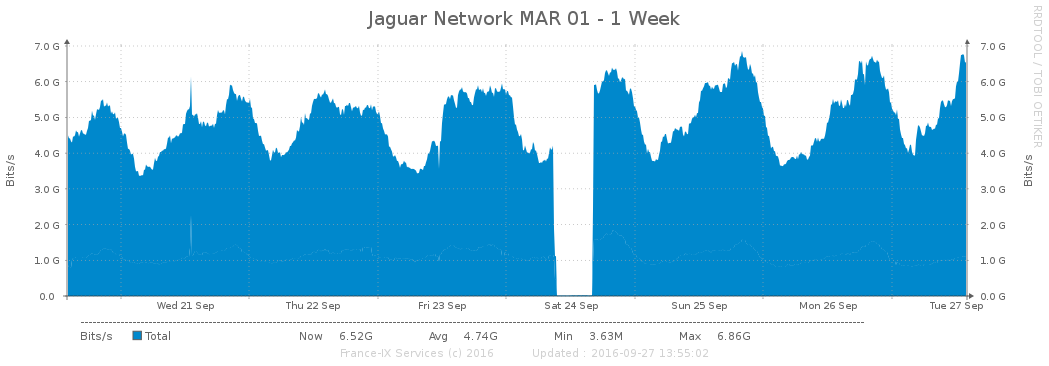 Jaguar Network MAR 01 - 1 Week
RRDTOOL / TOBI OETIKER
Bits/s
Bits/s
7.0 G 7.0 G
6.0 G 6.0 G
5.0 G 5.0 G
4.0 G 4.0 G
3.0 G 3.0 G
2.0 G 2.0 G
1.0 G 1.0 G
0.0 0.0 G
Wed 21 Sep Thu 22 Sep Fri 23 Sep Sat 24 Sep Sun 25 Sep Mon 26 Sep Tue 27 Sep
Bits/s Total Now 6.52G Avg 4.74G Min 3.63M Max 6.86G
France-IX Services (c) 2016 Updated : 2016-09-27 13:55:02